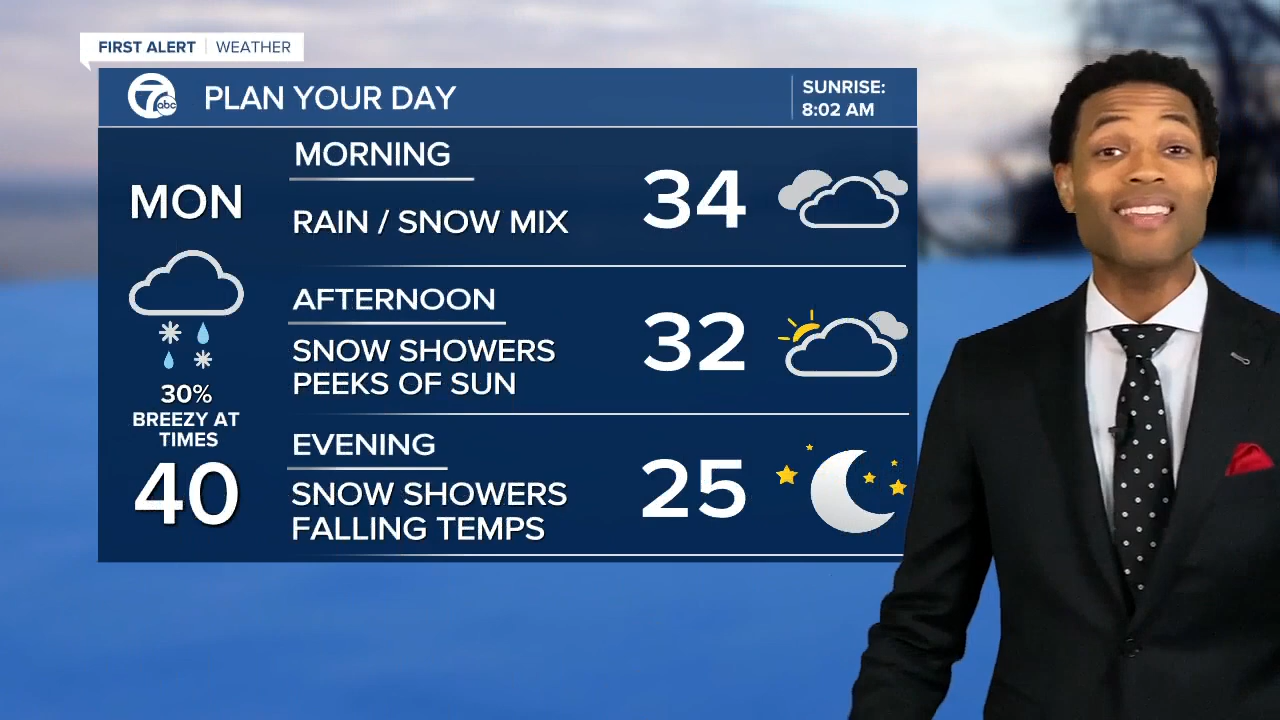 FIRST ALERT | WEATHER
7 abc PLAN YOUR DAY
SUNRISE:
8:02 AM
MON
30%
BREEZY AT
TIMES
40
MORNING
RAIN / SNOW MIX
34
AFTERNOON
SNOW SHOWERS
PEEKS OF SUN
32
EVENING
SNOW SHOWERS
FALLING TEMPS
25